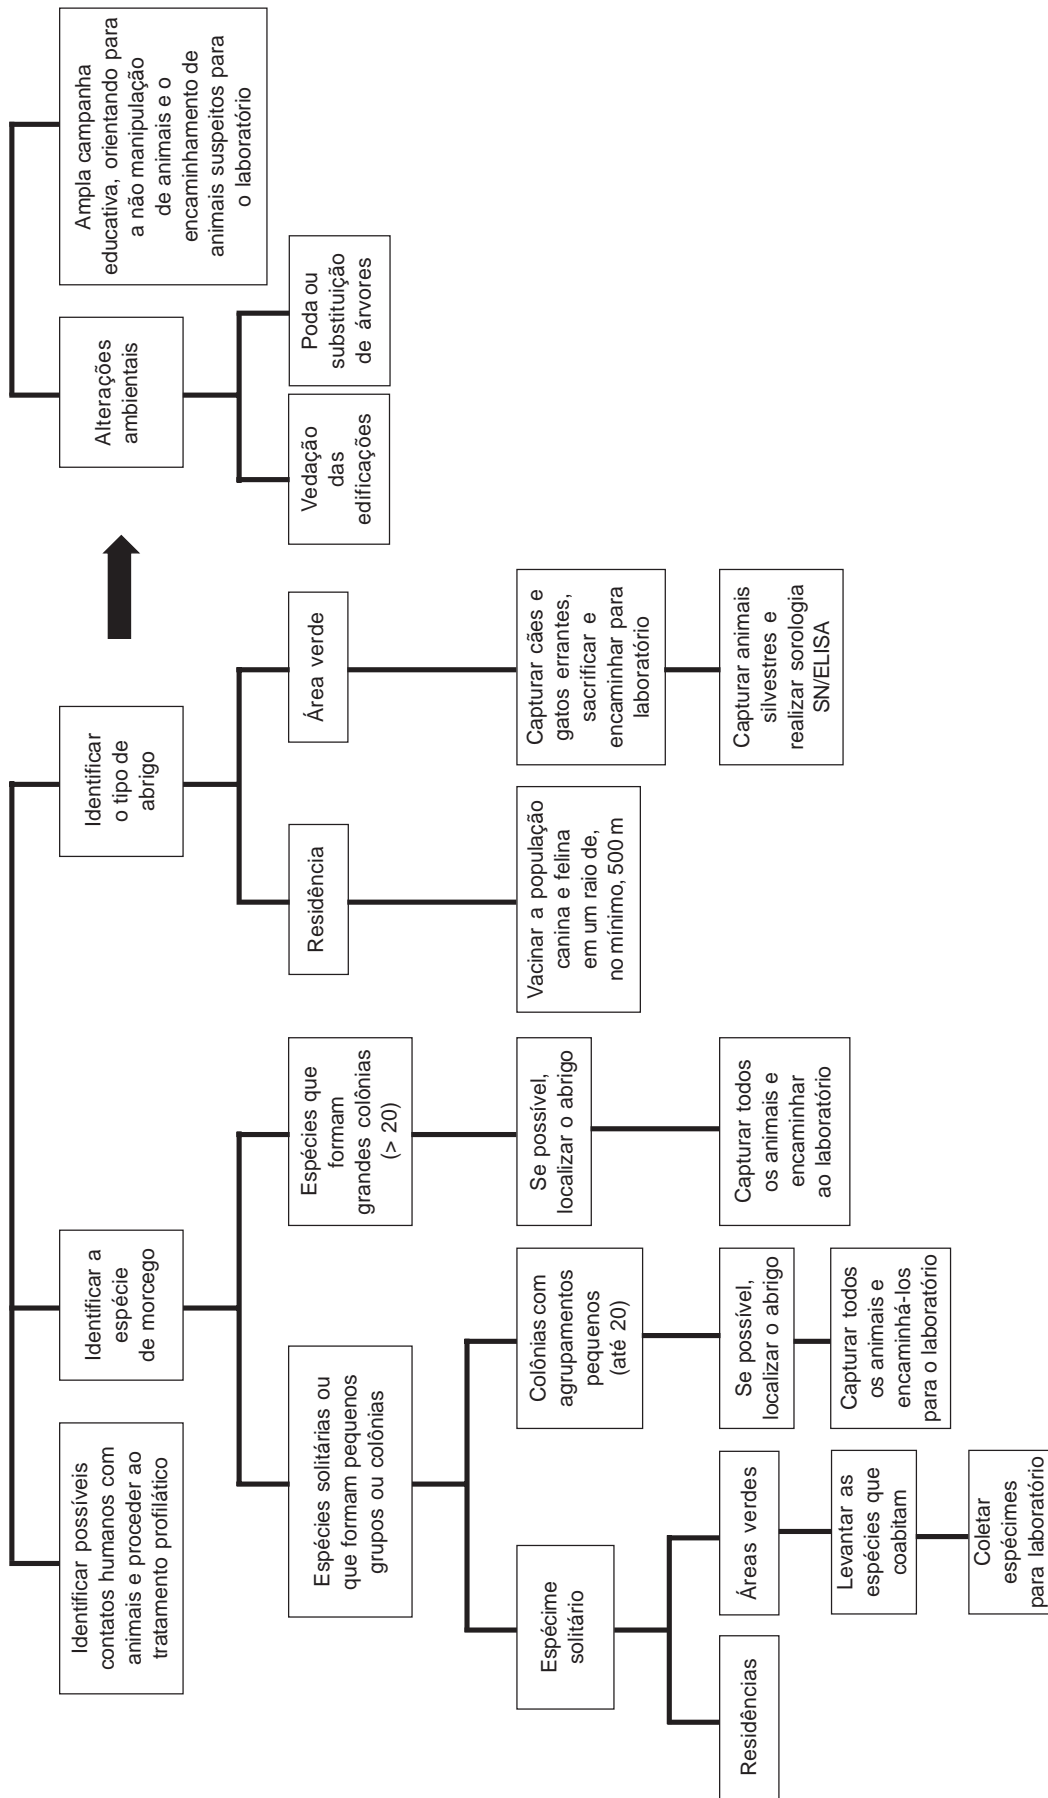 Identificar possíveis
contatos humanos com
animais e proceder ao
tratamento profilático
Identificar a
espécie
de morcego
Identificar
o tipo de
abrigo
Alterações
ambientais
Ampla campanha
educativa, orientando para
a não manipulação
de animais e o
encaminhamento de
animais suspeitos para
o laboratório
Espécies solitárias ou
que formam pequenos
grupos ou colônias
Espécies que
formam
grandes colônias
(> 20)
Residência
Área verde
Vedação
das
edificações
Poda ou
substituição
de árvores
Espécime
solitário
Colônias com
agrupamentos
pequenos
(até 20)
Se possível,
localizar o abrigo
Vacinar a população
canina e felina
em um raio de,
no mínimo, 500 m
Capturar cães e
gatos errantes,
sacrificar e
encaminhar para
laboratório
Residências
Áreas verdes
Se possível,
localizar o abrigo
Capturar todos
os animais e
encaminhar
ao laboratório
Capturar animais
silvestres e
realizar sorologia
SN/ELISA
Levantar as
espécies que
coabitam
Capturar todos
os animais e
encaminhá-los
para o laboratório
Coletar
espécimes
para laboratório